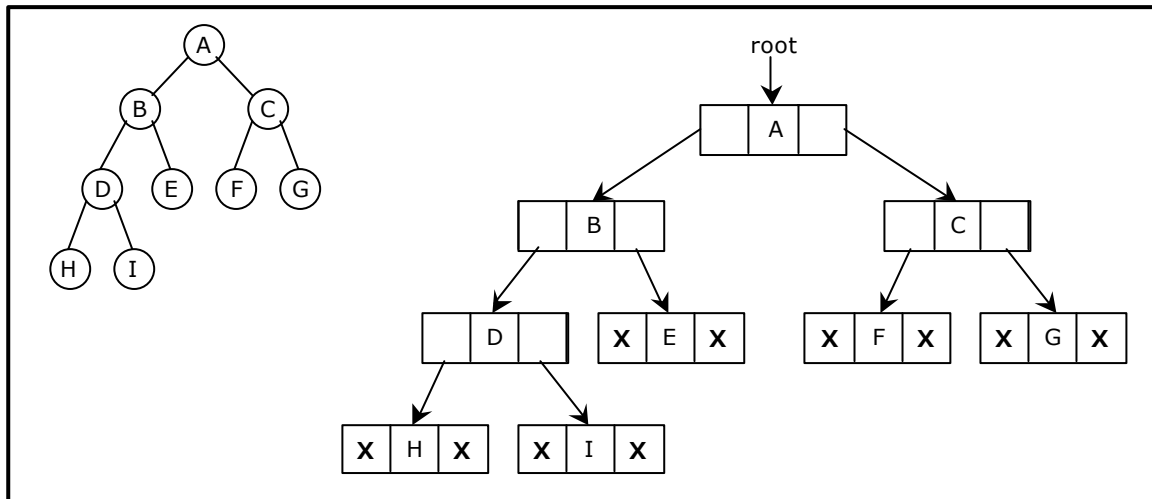 A
B C
D E F G
H I
root
A
B C
D X E X X F X X G X
X H X X I X